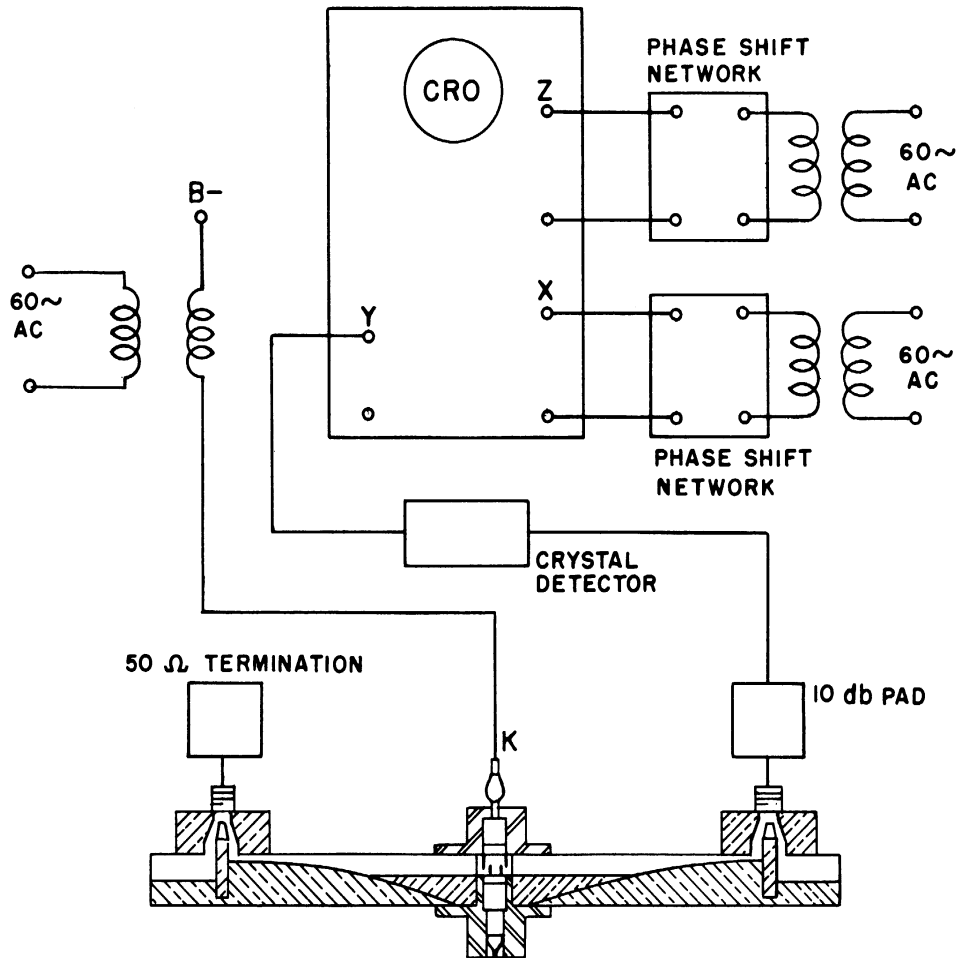 PHASE SHIFT
NETWORK
CRO
Z
60~
AC
B-
60~
AC
X
Y
60~
AC
PHASE SHIFT
NETWORK
CRYSTAL
DETECTOR
50 Ω TERMINATION
10 db PAD
K